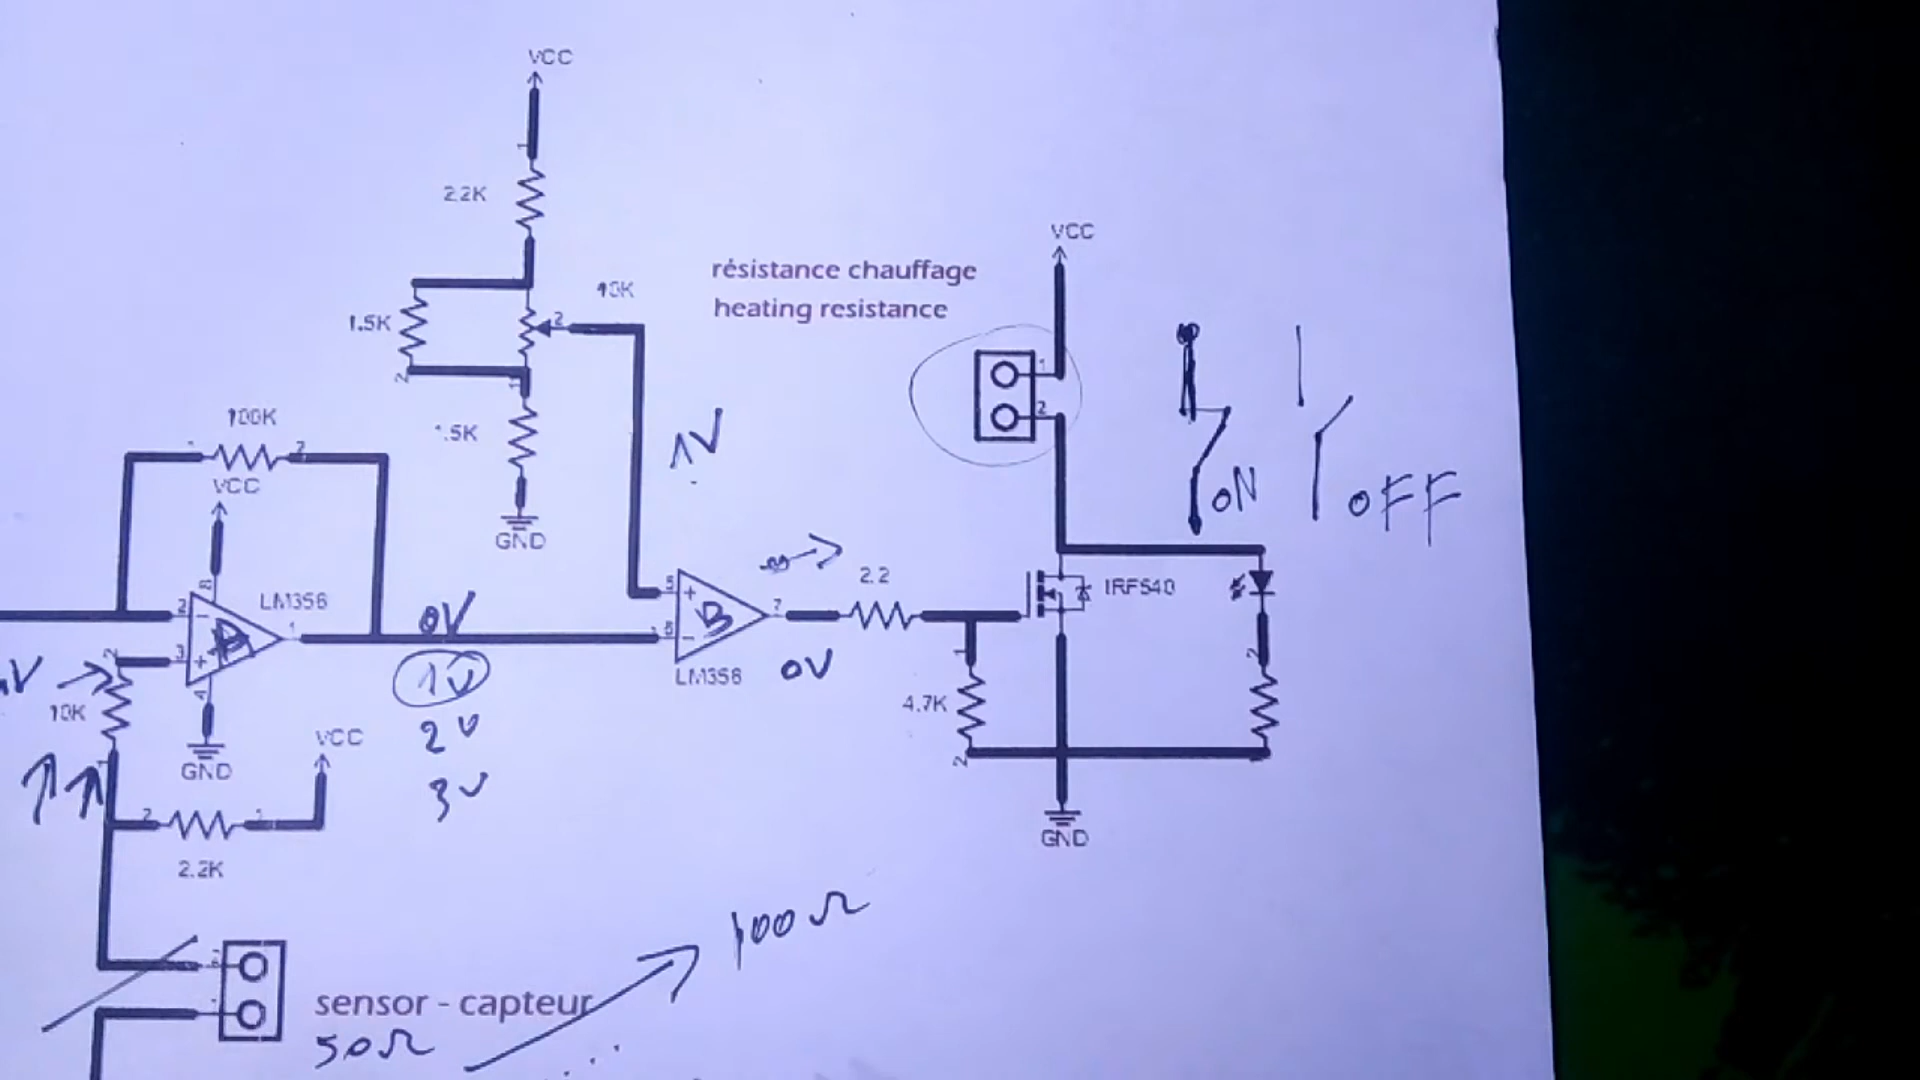 VCC
2.2K
résistance chauffage
heating resistance
VCC
10K
1.5K
100K
1.5K
VCC
GND
1V
ON
OFF
2.2
IRF540
LM358
0V
A
B
LM358
0V
1V
2V
3V
10K
4.7K
VCC
GND
GND
2.2K
100Ω
sensor - capteur
50Ω